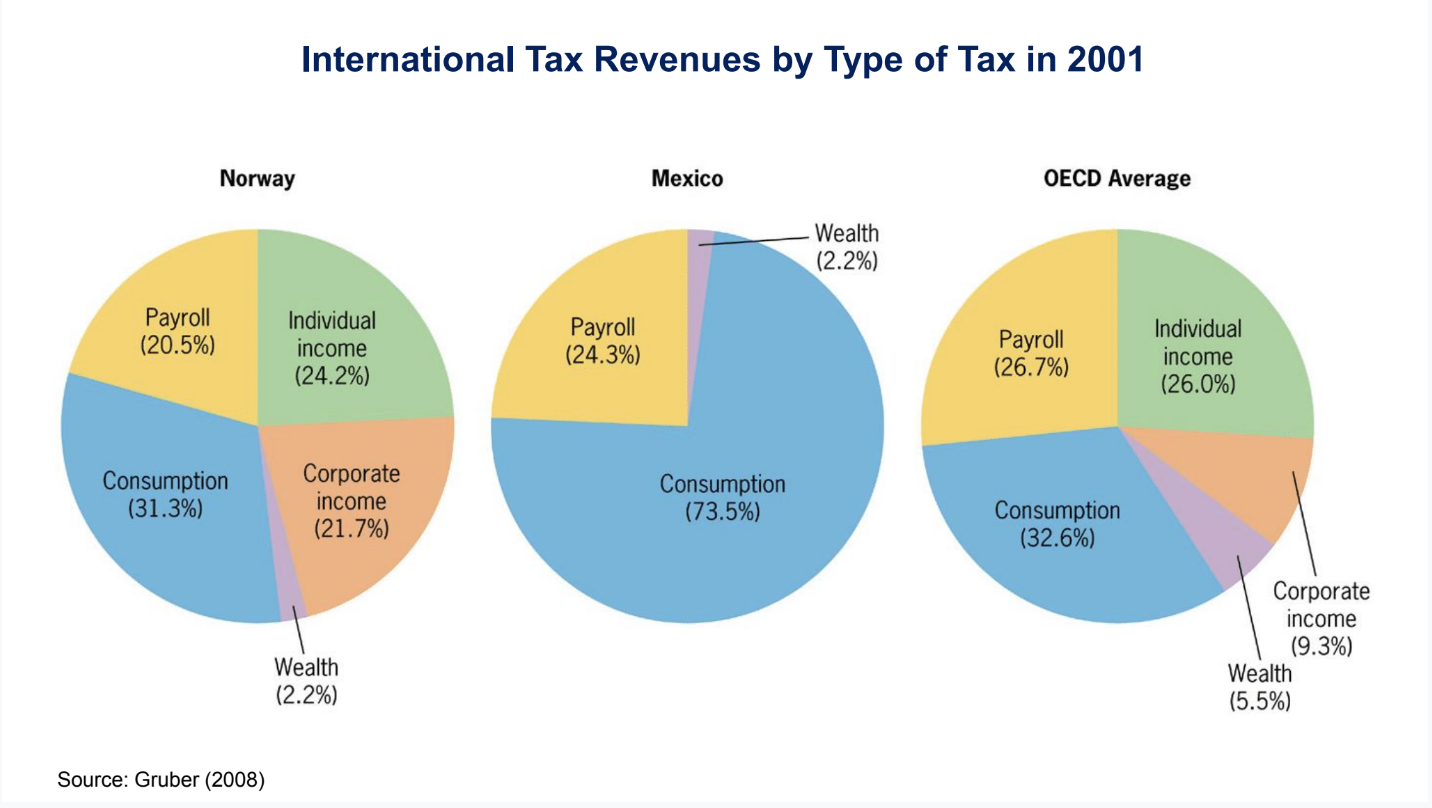 International Tax Revenues by Type of Tax in 2001
Norway
Payroll
(20.5%)
Individual
income
(24.2%)
Consumption
(31.3%)
Corporate
income
(21.7%)
Wealth
(2.2%)
Mexico
Wealth
(2.2%)
Payroll
(24.3%)
Consumption
(73.5%)
OECD Average
Payroll
(26.7%)
Individual
income
(26.0%)
Consumption
(32.6%)
Corporate
income
(9.3%)
Wealth
(5.5%)
Source: Gruber (2008)